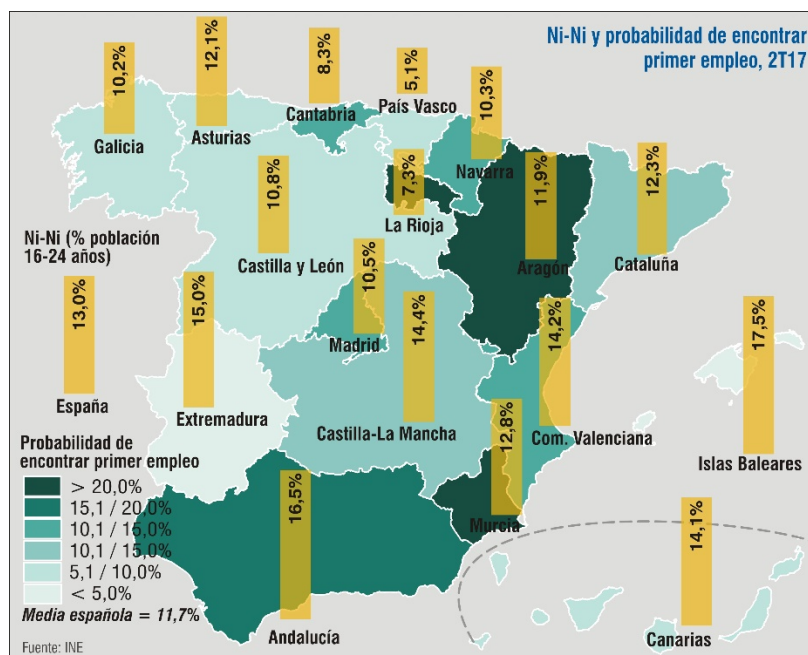 Ni-Ni y probabilidad de encontrar
primer empleo, 2T17
10,2%
Galicia
12,1%
Asturias
8,3%
Cantabria
5,1%
País Vasco
10,3%
Navarra
7,3%
La Rioja
11,9%
Aragón
12,3%
Cataluña
10,8%
Castilla y León
Ni-Ni (% población
16-24 años)
13,0%
España
15,0%
Extremadura
10,5%
Madrid
14,4%
Castilla-La Mancha
14,2%
Com. Valenciana
17,5%
Islas Baleares
12,8%
Murcia
16,5%
Andalucía
14,1%
Canarias
Probabilidad de
encontrar primer empleo
> 20,0%
15,1 / 20,0%
10,1 / 15,0%
10,1 / 15,0%
5,1 / 10,0%
< 5,0%
Media española = 11,7%
Fuente: INE